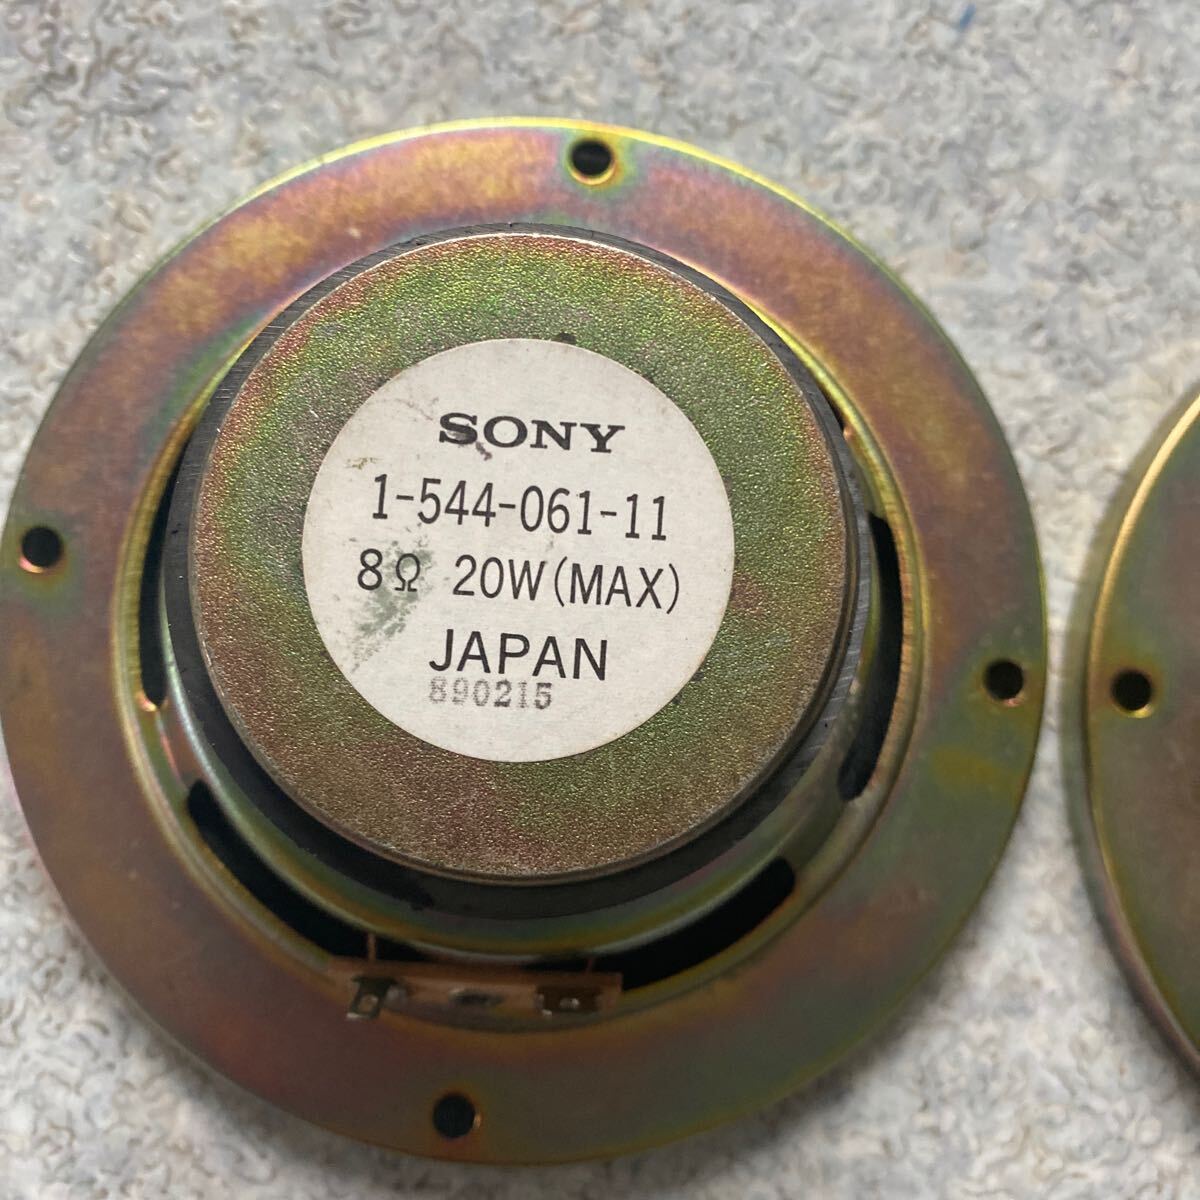 SONY
1-544-061-11
8Ω 20W(MAX)
JAPAN
890215